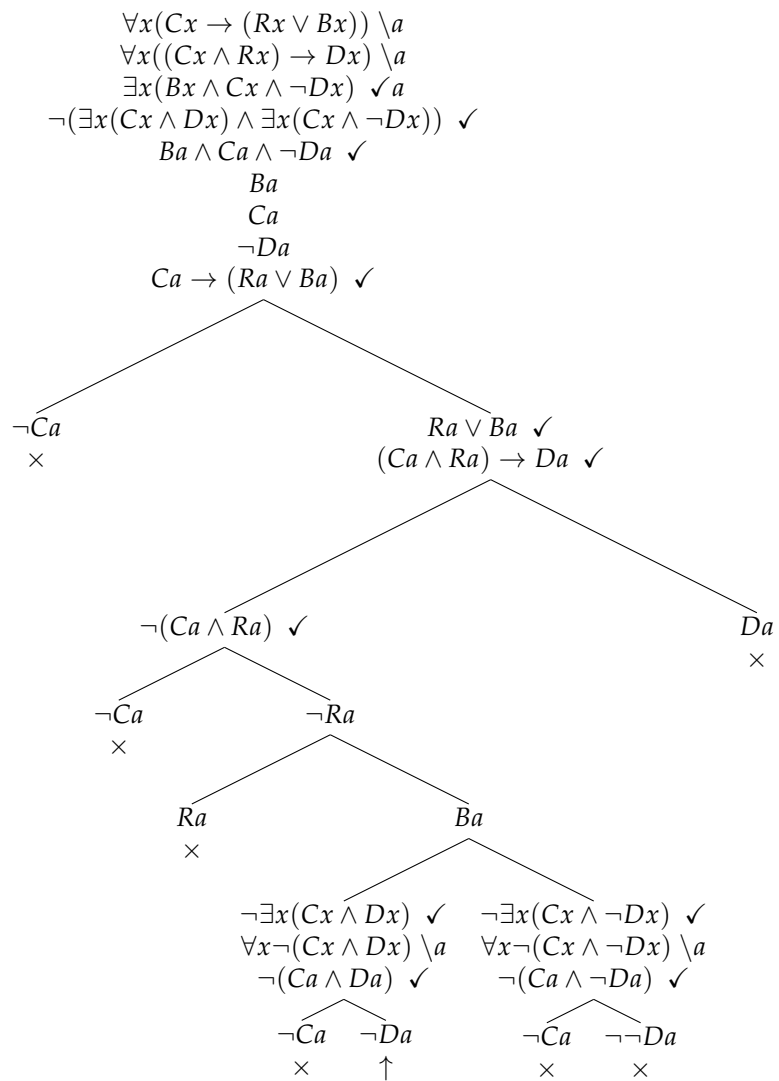 ∀x(Cx → (Rx ∨ Bx)) \a
∀x((Cx ∧ Rx) → Dx) \a
∃x(Bx ∧ Cx ∧ ¬Dx) ✓a
¬(∃x(Cx ∧ Dx) ∧ ∃x(Cx ∧ ¬Dx)) ✓
Ba ∧ Ca ∧ ¬Da ✓
Ba
Ca
¬Da
Ca → (Ra ∨ Ba) ✓
¬Ca Ra ∨ Ba ✓
× (Ca ∧ Ra) → Da ✓
¬(Ca ∧ Ra) ✓ Da
×
¬Ca ¬Ra
×
Ra Ba
×
¬∃x(Cx ∧ Dx) ✓ ¬∃x(Cx ∧ ¬Dx) ✓
∀x¬(Cx ∧ Dx) \a ∀x¬(Cx ∧ ¬Dx) \a
¬(Ca ∧ Da) ✓ ¬(Ca ∧ ¬Da) ✓
¬Ca ¬Da ¬Ca ¬¬Da
× ↑ × ×